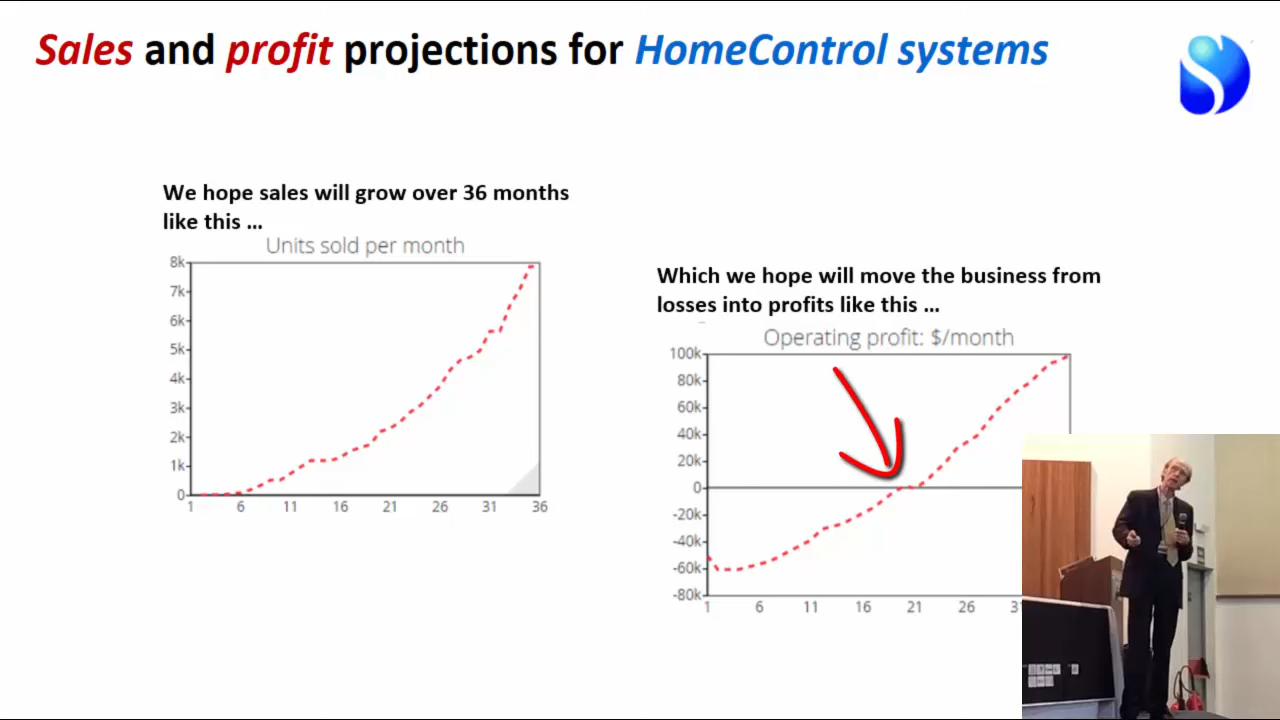 Sales and profit projections for HomeControl systems
We hope sales will grow over 36 months
like this ...
Units sold per month
8k
7k
6k
5k
4k
3k
2k
1k
0
1 6 11 16 21 26 31 36
Which we hope will move the business from
losses into profits like this ...
Operating profit: $/month
100k
80k
60k
40k
20k
0
-20k
-40k
-60k
-80k
1 6 11 16 21 26